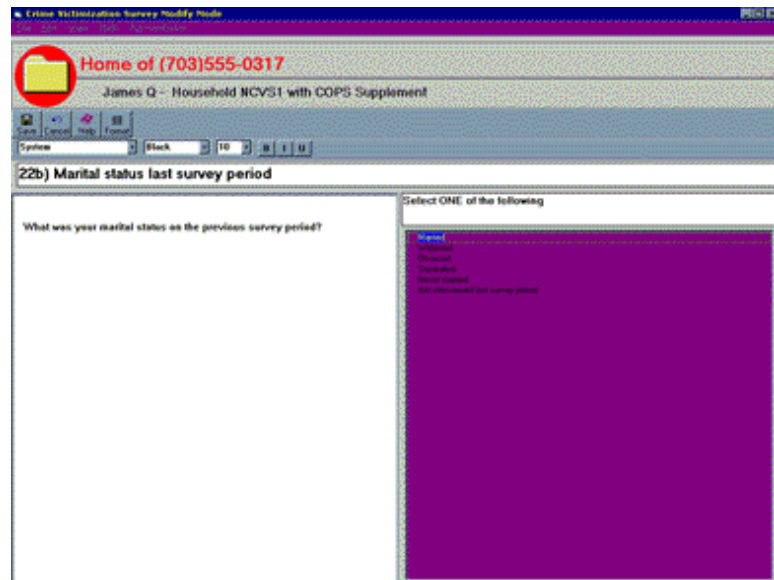 Crime Victimization Survey Modify Node
Home of (703)555-0317
James Q - Household NCVS1 with COPS Supplement
Save Cancel Help Format
System Black 10 B I U
22b) Marital status last survey period
Select ONE of the following
What was your marital status on the previous survey period?
Married
Widowed
Divorced
Separated
Never married
Not interviewed last survey period